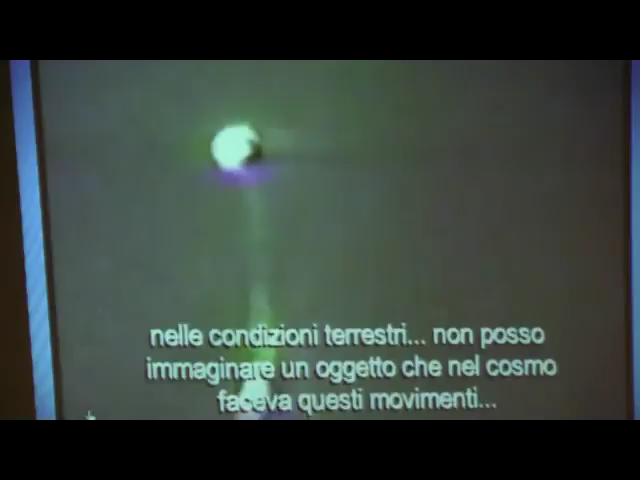 nelle condizioni terrestri... non posso
immaginare un oggetto che nel cosmo
faceva questi movimenti...